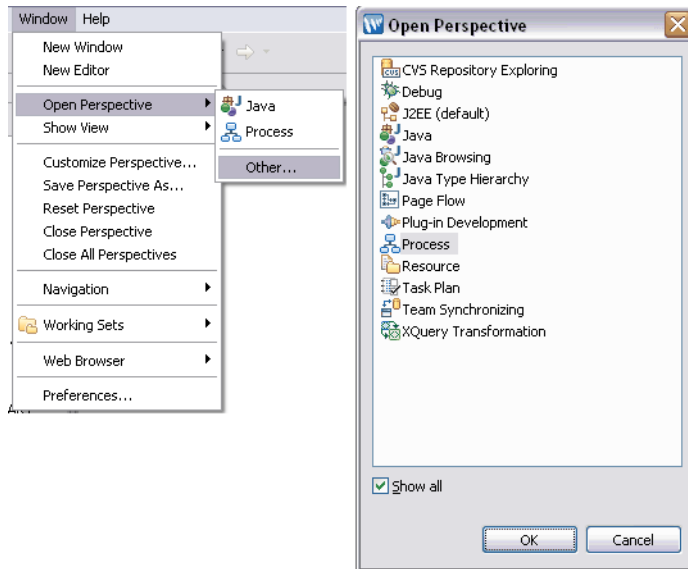 Window Help
New Window
New Editor
Open Perspective
Show View
Customize Perspective...
Save Perspective As...
Reset Perspective
Close Perspective
Close All Perspectives
Navigation
Working Sets
Web Browser
Preferences...
Java
Process
Other...
Open Perspective
CVS Repository Exploring
Debug
J2EE (default)
Java
Java Browsing
Java Type Hierarchy
Page Flow
Plug-in Development
Process
Resource
Task Plan
Team Synchronizing
XQuery Transformation
Show all
OK Cancel